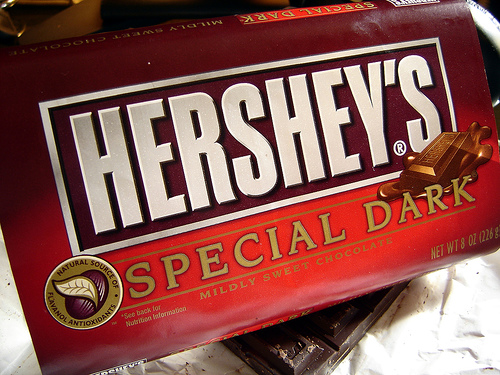 MILDLY SWEET CHOCOLATE
SPECIAL DARK
HERSHEY'S®
SPECIAL DARK
MILDLY SWEET CHOCOLATE
NET WT 8 OZ (226 g
NATURAL SOURCE OF
FLAVANOL ANTIOXIDANTS
*See back for
Nutrition Information
HERSHEY'S